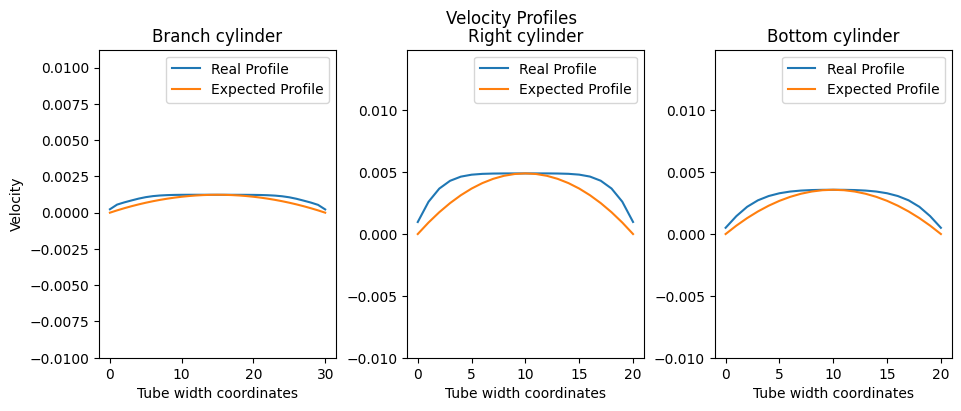 Velocity Profiles
Branch cylinder
Real Profile
Expected Profile
0.0100
0.0075
0.0050
0.0025
0.0000
−0.0025
−0.0050
−0.0075
−0.0100
Velocity
0 10 20 30
Tube width coordinates
Right cylinder
Real Profile
Expected Profile
0.010
0.005
0.000
−0.005
−0.010
0 5 10 15 20
Tube width coordinates
Bottom cylinder
Real Profile
Expected Profile
0.010
0.005
0.000
−0.005
−0.010
0 5 10 15 20
Tube width coordinates